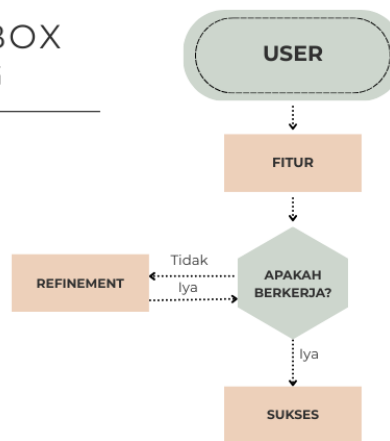 BOX
USER
FITUR
Tidak
Iya
REFINEMENT
APAKAH
BERKERJA?
Iya
SUKSES